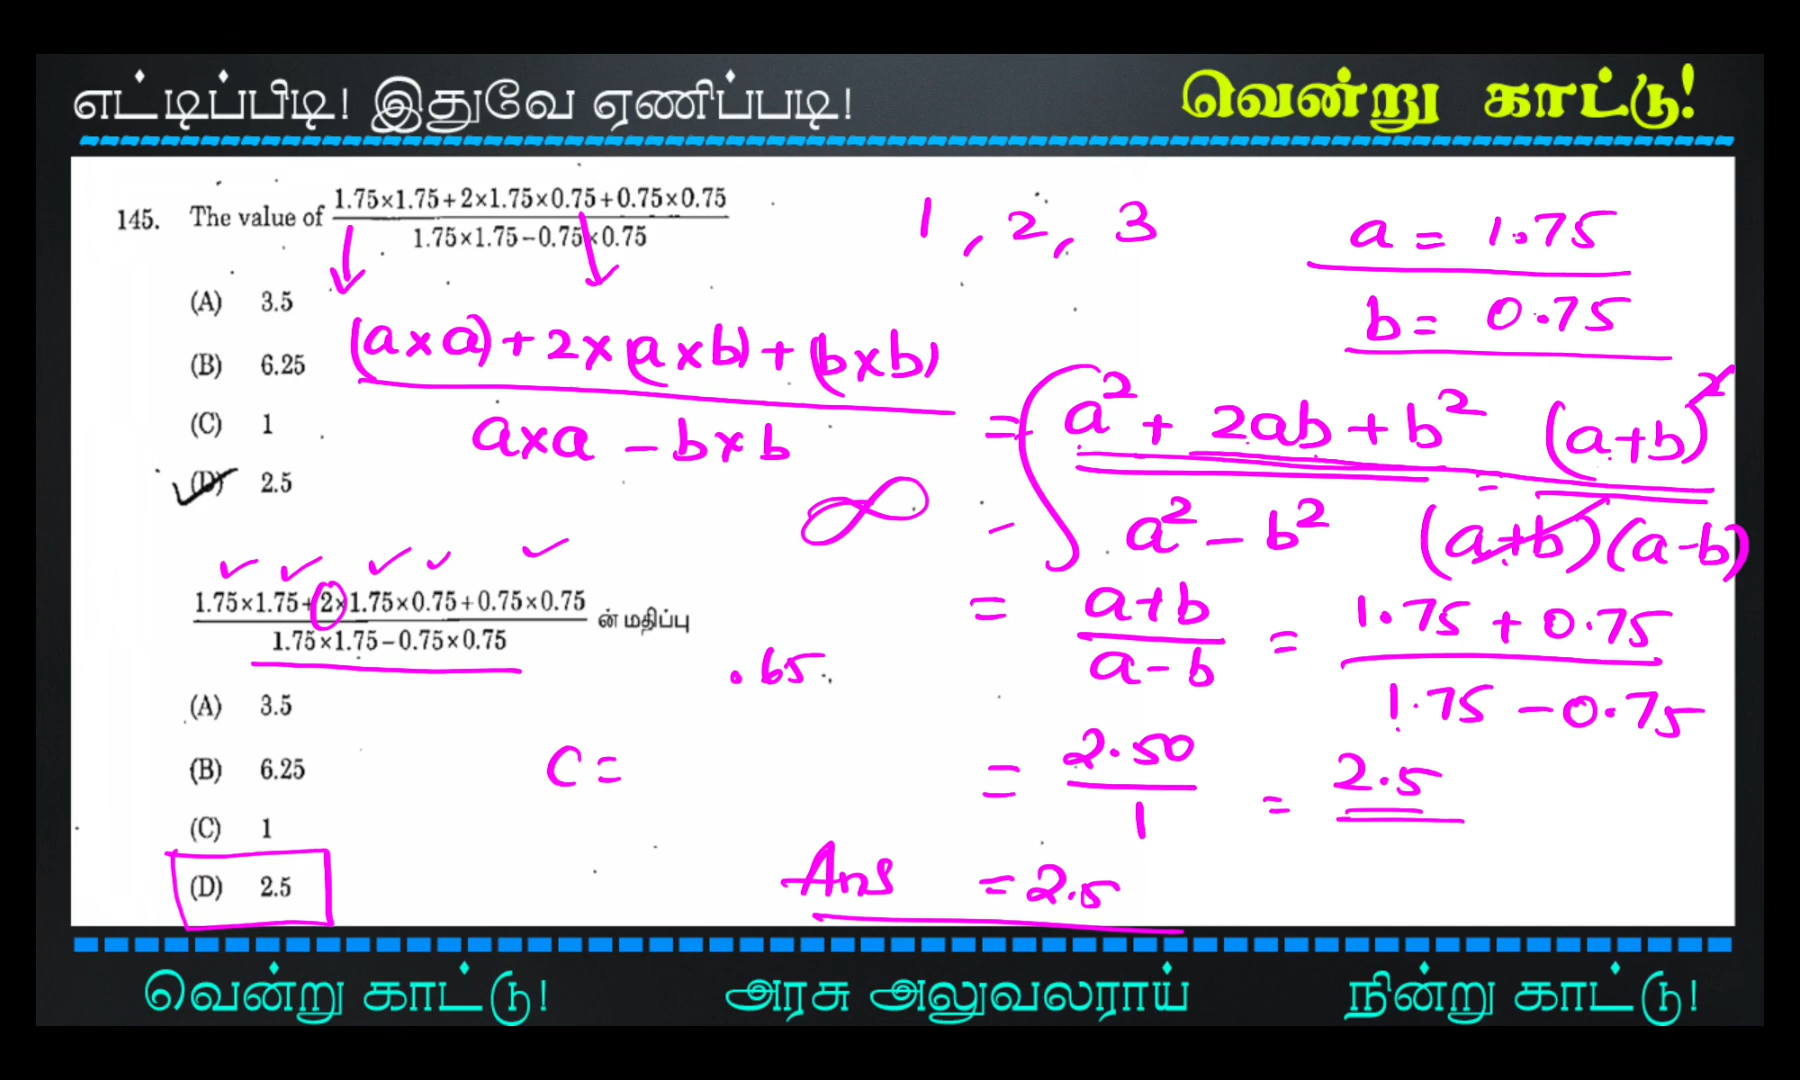 எட்டிப்பிடி! இதுவே ஏணிப்படி!
வென்று காட்டு!
145. The value of 1.75×1.75+2×1.75×0.75+0.75×0.75
1.75×1.75−0.75×0.75
(A) 3.5
(B) 6.25
(C) 1
(D) 2.5
1, 2, 3
a = 1.75
b = 0.75
(a×a)+2×(a×b)+(b×b)
a×a − b×b
= a² + 2ab + b² (a+b)²
a² − b² (a+b)(a-b)
∞
= a+b = 1.75 + 0.75
a-b 1.75 − 0.75
= 2.50 = 2.5
1
Ans = 2.5
1.75×1.75+2×1.75×0.75+0.75×0.75 ன் மதிப்பு
1.75×1.75−0.75×0.75
.65
(A) 3.5
(B) 6.25
C =
(C) 1
(D) 2.5
வென்று காட்டு!
அரசு அலுவலராய்
நின்று காட்டு!